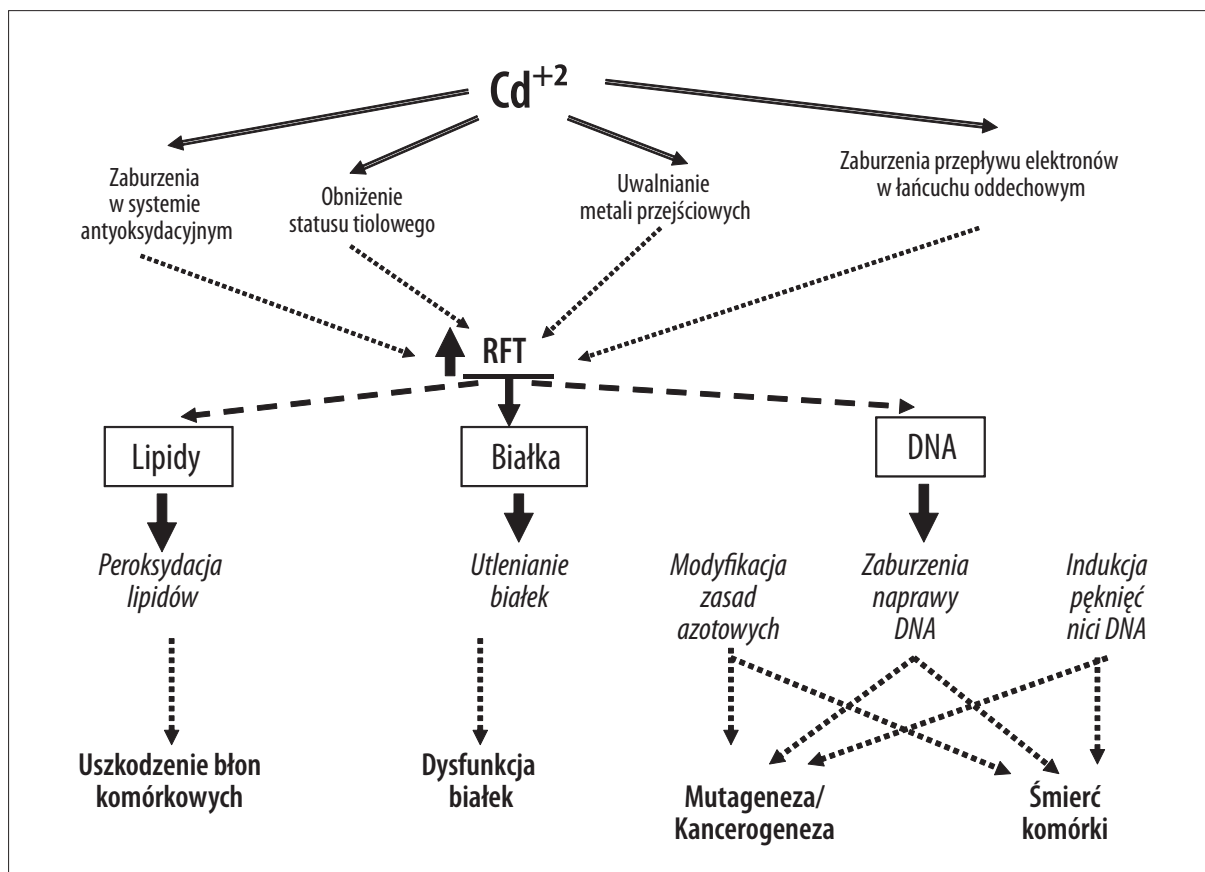 Cd+2
Zaburzenia
w systemie
antyoksydacyjnym
Obniżenie
statusu tiolowego
Uwalnianie
metali przejściowych
Zaburzenia przepływu elektronów
w łańcuchu oddechowym
RFT
Lipidy
Białka
DNA
Peroksydacja
lipidów
Utlenianie
białek
Modyfikacja
zasad
azotowych
Zaburzenia
naprawy
DNA
Indukcja
pęknięć
nici DNA
Uszkodzenie błon
komórkowych
Dysfunkcja
białek
Mutageneza/
Kancerogeneza
Śmierć
komórki